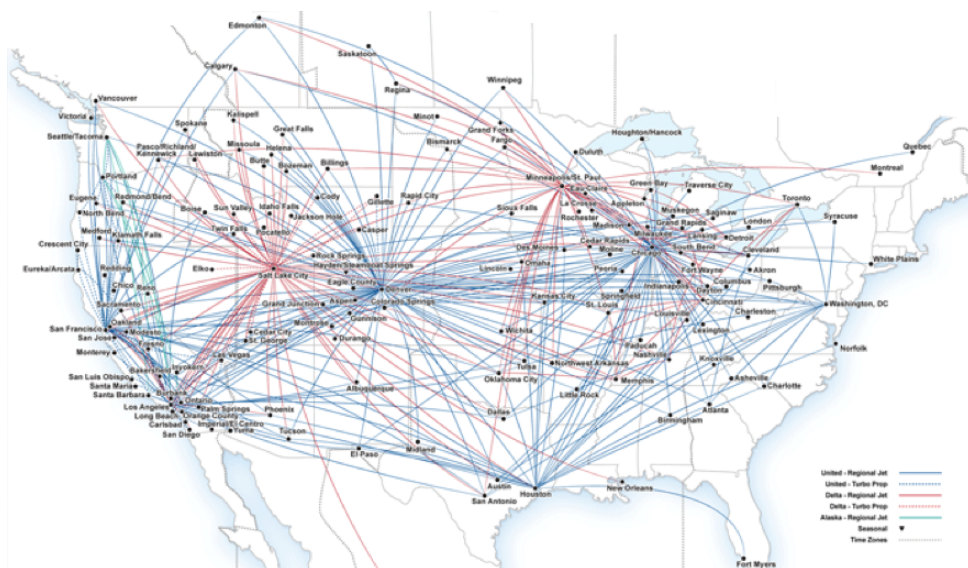 Edmonton
Saskatoon
Calgary
Regina
Winnipeg
Vancouver
Victoria
Spokane
Kalispell
Minot
Grand Forks
Fargo
Houghton/Hancock
Quebec
Seattle/Tacoma
Pasco/Richland/
Kennewick
Lewiston
Missoula
Great Falls
Helena
Butte
Bozeman
Billings
Bismarck
Duluth
Montreal
Portland
Minneapolis/St. Paul
Eau Claire
Green Bay
Traverse City
Toronto
Eugene
Redmond/Bend
North Bend
Boise
Sun Valley
Idaho Falls
Jackson Hole
Cody
Gillette
Rapid City
Sioux Falls
La Crosse
Rochester
Appleton
Muskegon
Saginaw
London
Syracuse
Medford
Klamath Falls
Twin Falls
Pocatello
Casper
Madison
Milwaukee
Grand Rapids
Lansing
Detroit
Crescent City
Eureka/Arcata
Redding
Elko
Salt Lake City
Rock Springs
Hayden/Steamboat Springs
Des Moines
Omaha
Cedar Rapids
Moline
Chicago
South Bend
Cleveland
White Plains
Chico
Reno
Eagle County
Denver
Lincoln
Peoria
Fort Wayne
Akron
Sacramento
Grand Junction
Aspen
Colorado Springs
Kansas City
Springfield
St. Louis
Indianapolis
Dayton
Columbus
Pittsburgh
San Francisco
Oakland
Modesto
San Jose
Fresno
Monterey
Cedar City
St. George
Montrose
Gunnison
Durango
Wichita
Louisville
Cincinnati
Charleston
Washington, DC
Lexington
Norfolk
Las Vegas
Inyokern
Bakersfield
San Luis Obispo
Santa Maria
Santa Barbara
Burbank
Ontario
Los Angeles
Palm Springs
Long Beach
Orange County
Carlsbad
Imperial/El Centro
San Diego
Yuma
Phoenix
Tucson
Albuquerque
Tulsa
Oklahoma City
Northwest Arkansas
Paducah
Nashville
Knoxville
Memphis
Little Rock
Asheville
Charlotte
Dallas
Atlanta
Birmingham
El Paso
Midland
Austin
San Antonio
Houston
New Orleans
Fort Myers
United - Regional Jet
United - Turbo Prop
Delta - Regional Jet
Delta - Turbo Prop
Alaska - Regional Jet
Seasonal
Time Zones